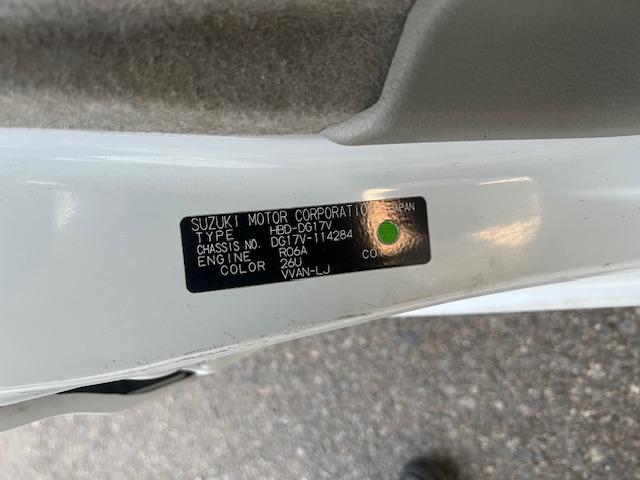 SUZUKI MOTOR CORPORATION JAPAN
TYPE HBD-DG17V
CHASSIS NO. DG17V-114284
ENGINE R06A
COLOR 26U
VVAN-LJ